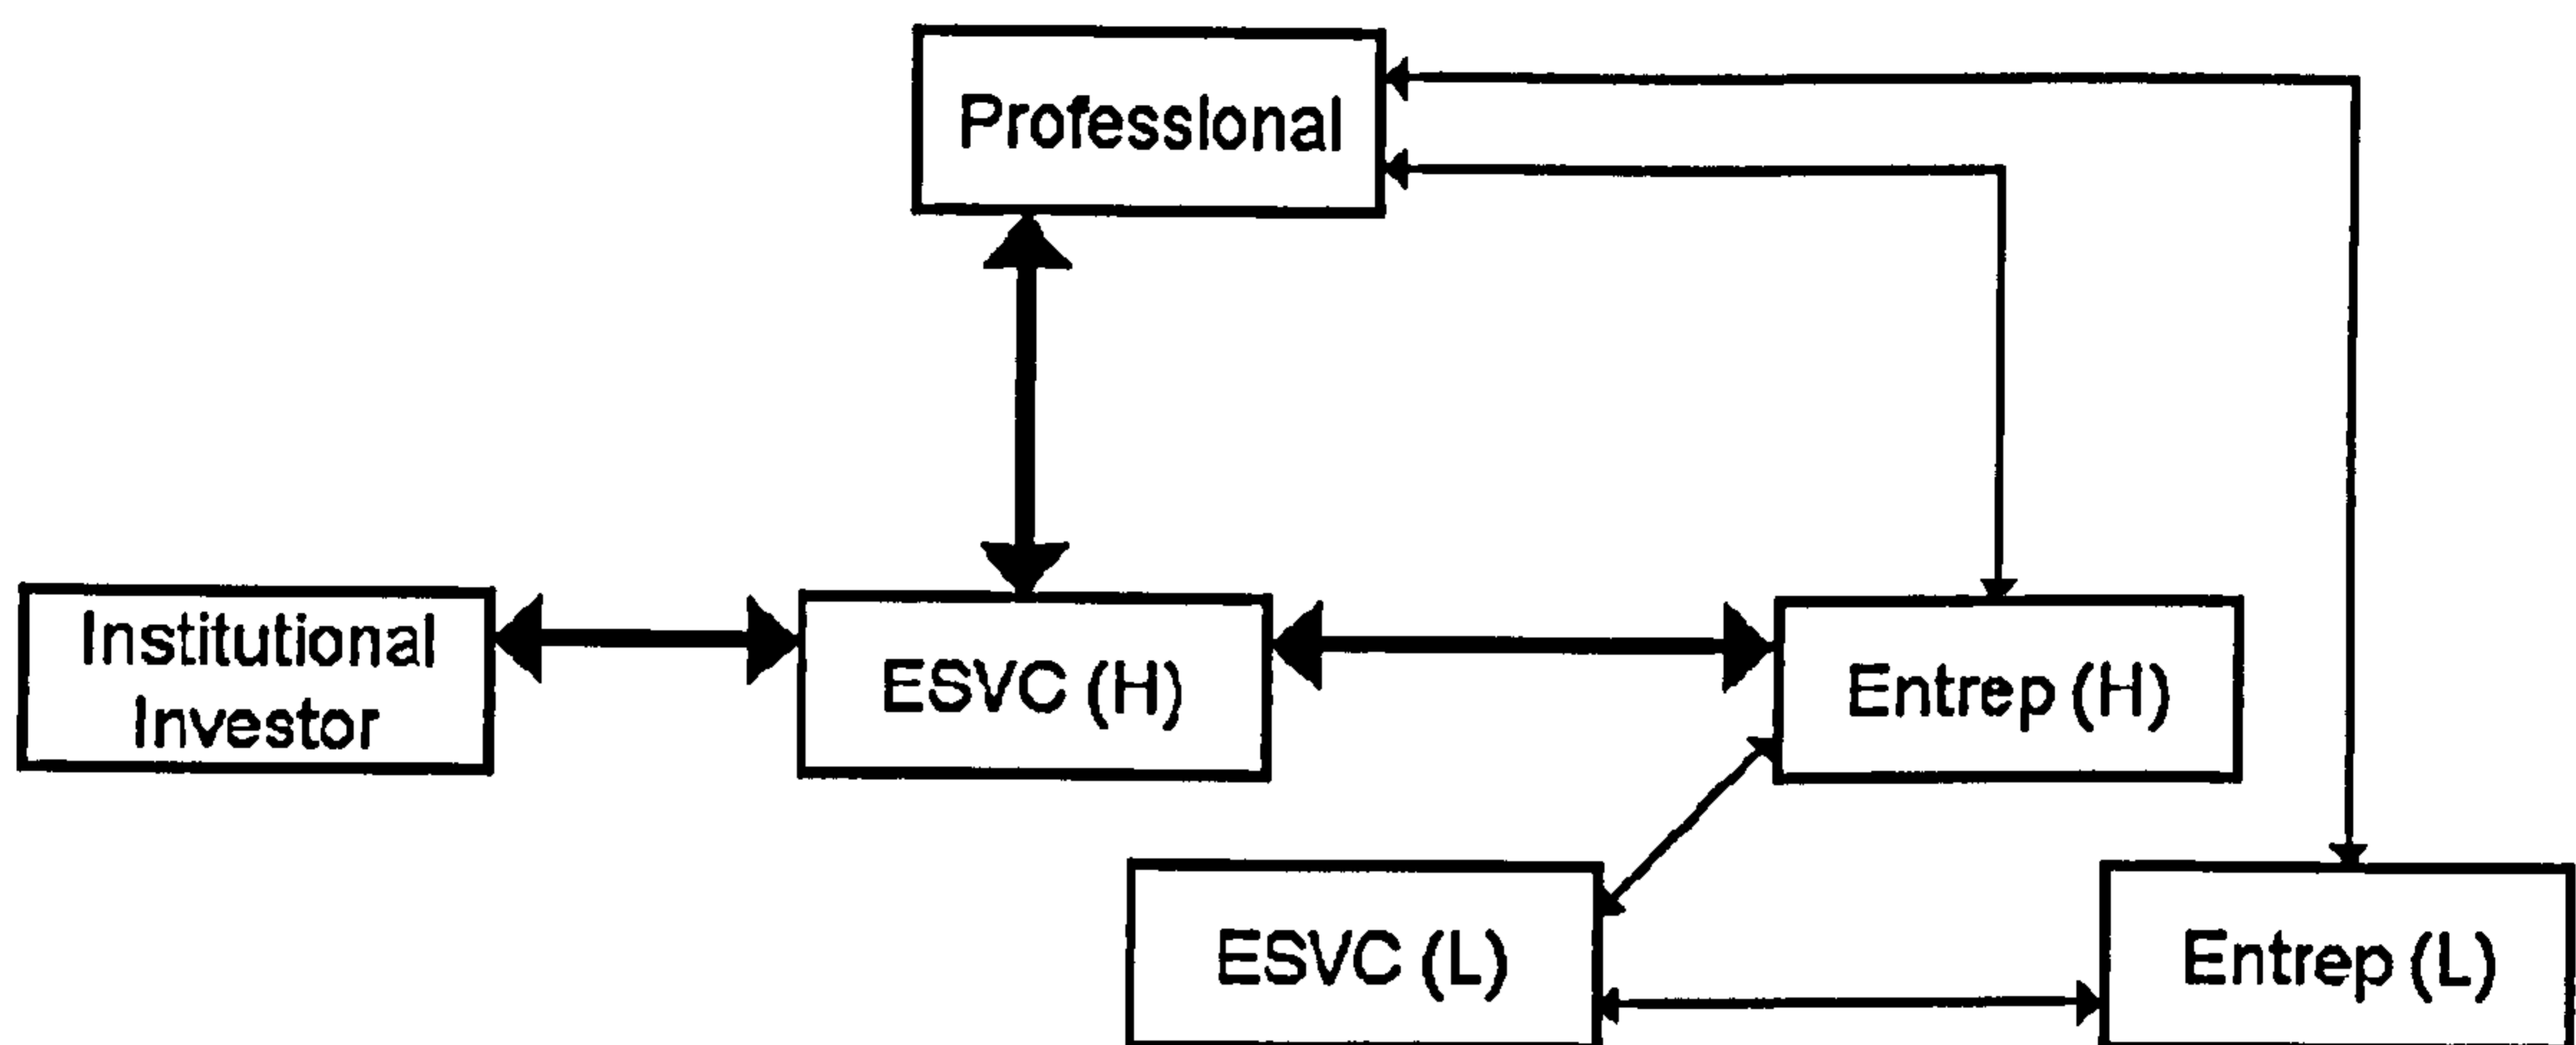 Professional
Institutional
Investor
ESVC (H)
Entrep (H)
ESVC (L)
Entrep (L)